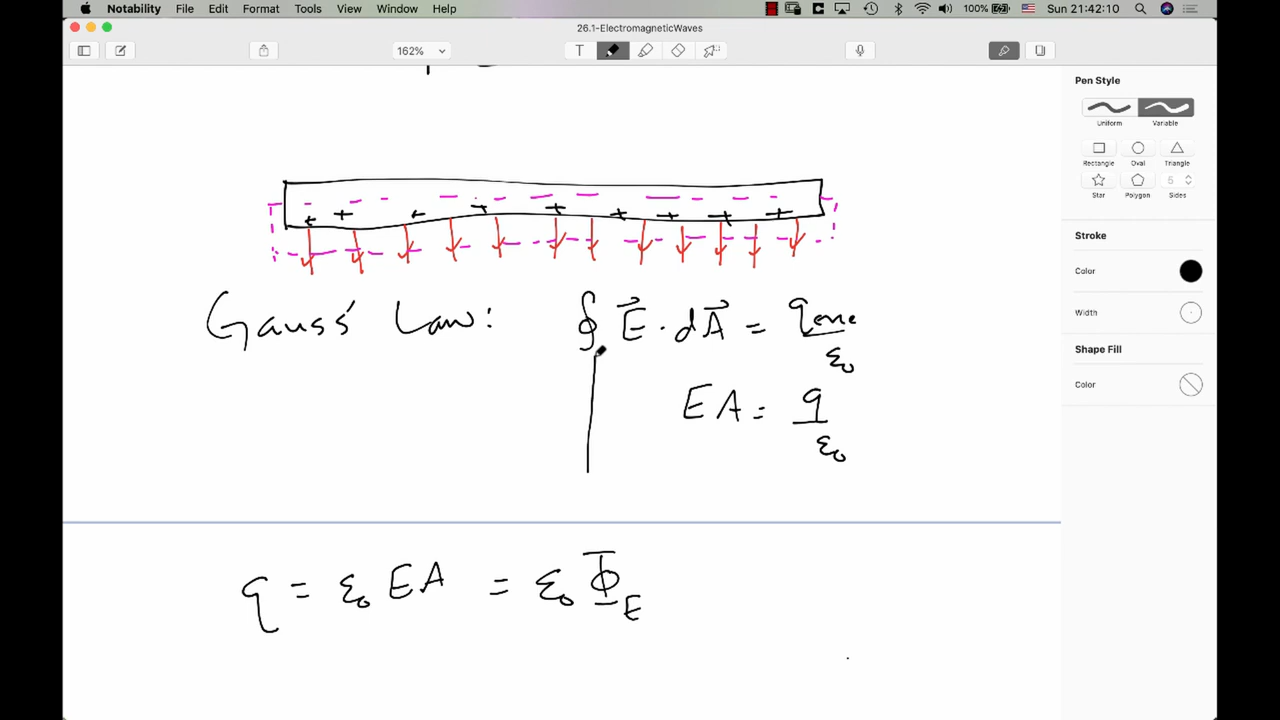 Notability File Edit Format Tools View Window Help 100% Sun 21:42:10
26.1-ElectromagneticWaves
162% T
Pen Style
Uniform Variable
Rectangle Oval Triangle
5
Star Polygon Sides
Stroke
Color
Width
Shape Fill
Color
- - - - - - - - -
+ + + + + + + + + +
Gauss' Law: ∮ E⃗ · dA⃗ = q_enc / ε₀
EA = q / ε₀
q = ε₀ EA = ε₀ Φ_E